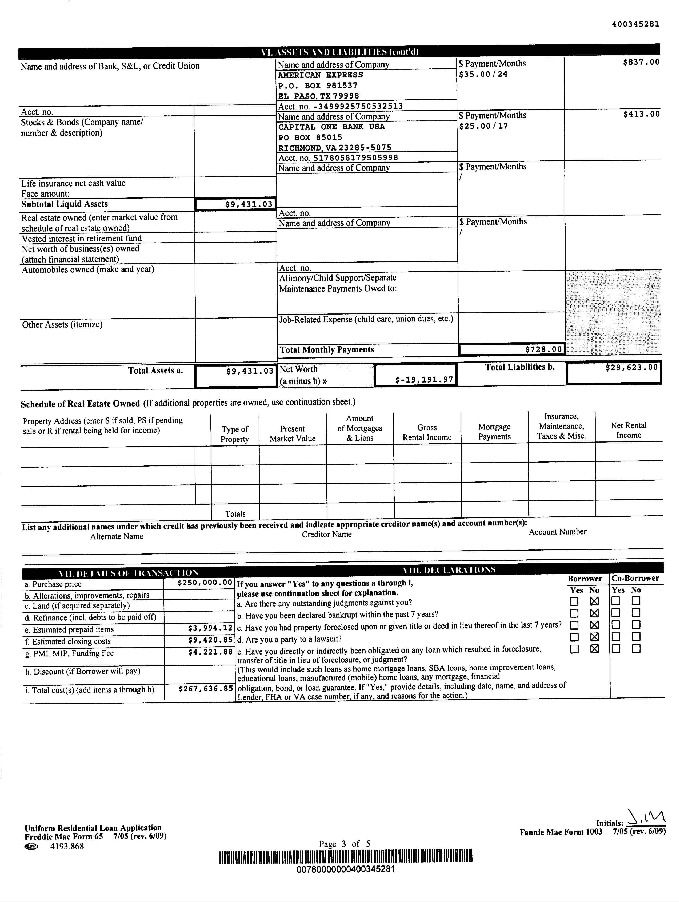 400345281
VI. ASSETS AND LIABILITIES (cont'd)
Name and address of Bank, S&L, or Credit Union
Name and address of Company
$ Payment/Months
$837.00
AMERICAN EXPRESS
$35.00/24
P.O. BOX 981537
EL PASO, TX 79998
Acct. no.
Acct. no. -3499925750532513
Stocks & Bonds (Company name/
number & description)
Name and address of Company
$ Payment/Months
$413.00
CAPITAL ONE BANK USA
$25.00/17
PO BOX 85015
RICHMOND, VA 23285-5075
Acct. no. 5178058179505998
Name and address of Company
$ Payment/Months
/
Life insurance net cash value
Face amount:
Subtotal Liquid Assets
$9,431.03
Acct. no.
Real estate owned (enter market value from
schedule of real estate owned)
Name and address of Company
$ Payment/Months
/
Vested interest in retirement fund
Net worth of business(es) owned
(attach financial statement)
Automobiles owned (make and year)
Acct. no.
Alimony/Child Support/Separate
Maintenance Payments Owed to:
Other Assets (itemize)
Job-Related Expense (child care, union dues, etc.)
Total Monthly Payments
$728.00
Total Assets a.
$9,431.03
Net Worth
(a minus b) »
$-19,191.97
Total Liabilities b.
$29,623.00
Schedule of Real Estate Owned (If additional properties are owned, use continuation sheet.)
Property Address (enter S if sold, PS if pending
sale or R if rental being held for income)
Type of
Property
Present
Market Value
Amount
of Mortgages
& Liens
Gross
Rental Income
Mortgage
Payments
Insurance,
Maintenance,
Taxes & Misc.
Net Rental
Income
Totals
List any additional names under which credit has previously been received and indicate appropriate creditor name(s) and account number(s):
Alternate Name
Creditor Name
Account Number
VII. DETAILS OF TRANSACTION
VIII. DECLARATIONS
a. Purchase price
$250,000.00
b. Alterations, improvements, repairs
c. Land (if acquired separately)
d. Refinance (incl. debts to be paid off)
e. Estimated prepaid items
$3,994.12
f. Estimated closing costs
$9,420.85
g. PMI, MIP, Funding Fee
$4,221.88
h. Discount (if Borrower will pay)
i. Total cost(s) (add items a through h)
$267,636.85
If you answer "Yes" to any questions a through i,
please use continuation sheet for explanation.
Borrower
Co-Borrower
Yes No
Yes No
a. Are there any outstanding judgments against you?
b. Have you been declared bankrupt within the past 7 years?
c. Have you had property foreclosed upon or given title or deed in lieu thereof in the last 7 years?
d. Are you a party to a lawsuit?
e. Have you directly or indirectly been obligated on any loan which resulted in foreclosure,
transfer of title in lieu of foreclosure, or judgment?
(This would include such loans as home mortgage loans, SBA loans, home improvement loans,
educational loans, manufactured (mobile) home loans, any mortgage, financial
obligation, bond, or loan guarantee. If "Yes," provide details, including date, name, and address of
Lender, FHA or VA case number, if any, and reasons for the action.)
Uniform Residential Loan Application
Freddie Mac Form 65 7/05 (rev. 6/09)
4193.868
Page 3 of 5
00760000000400345281
Initials: J.M
Fannie Mae Form 1003 7/05 (rev. 6/09)